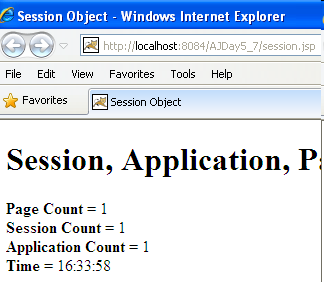 Session Object - Windows Internet Explorer
http://localhost:8084/AJDay5_7/session.jsp
File Edit View Favorites Tools Help
Favorites Session Object
Session, Application, Pa
Page Count = 1
Session Count = 1
Application Count = 1
Time = 16:33:58